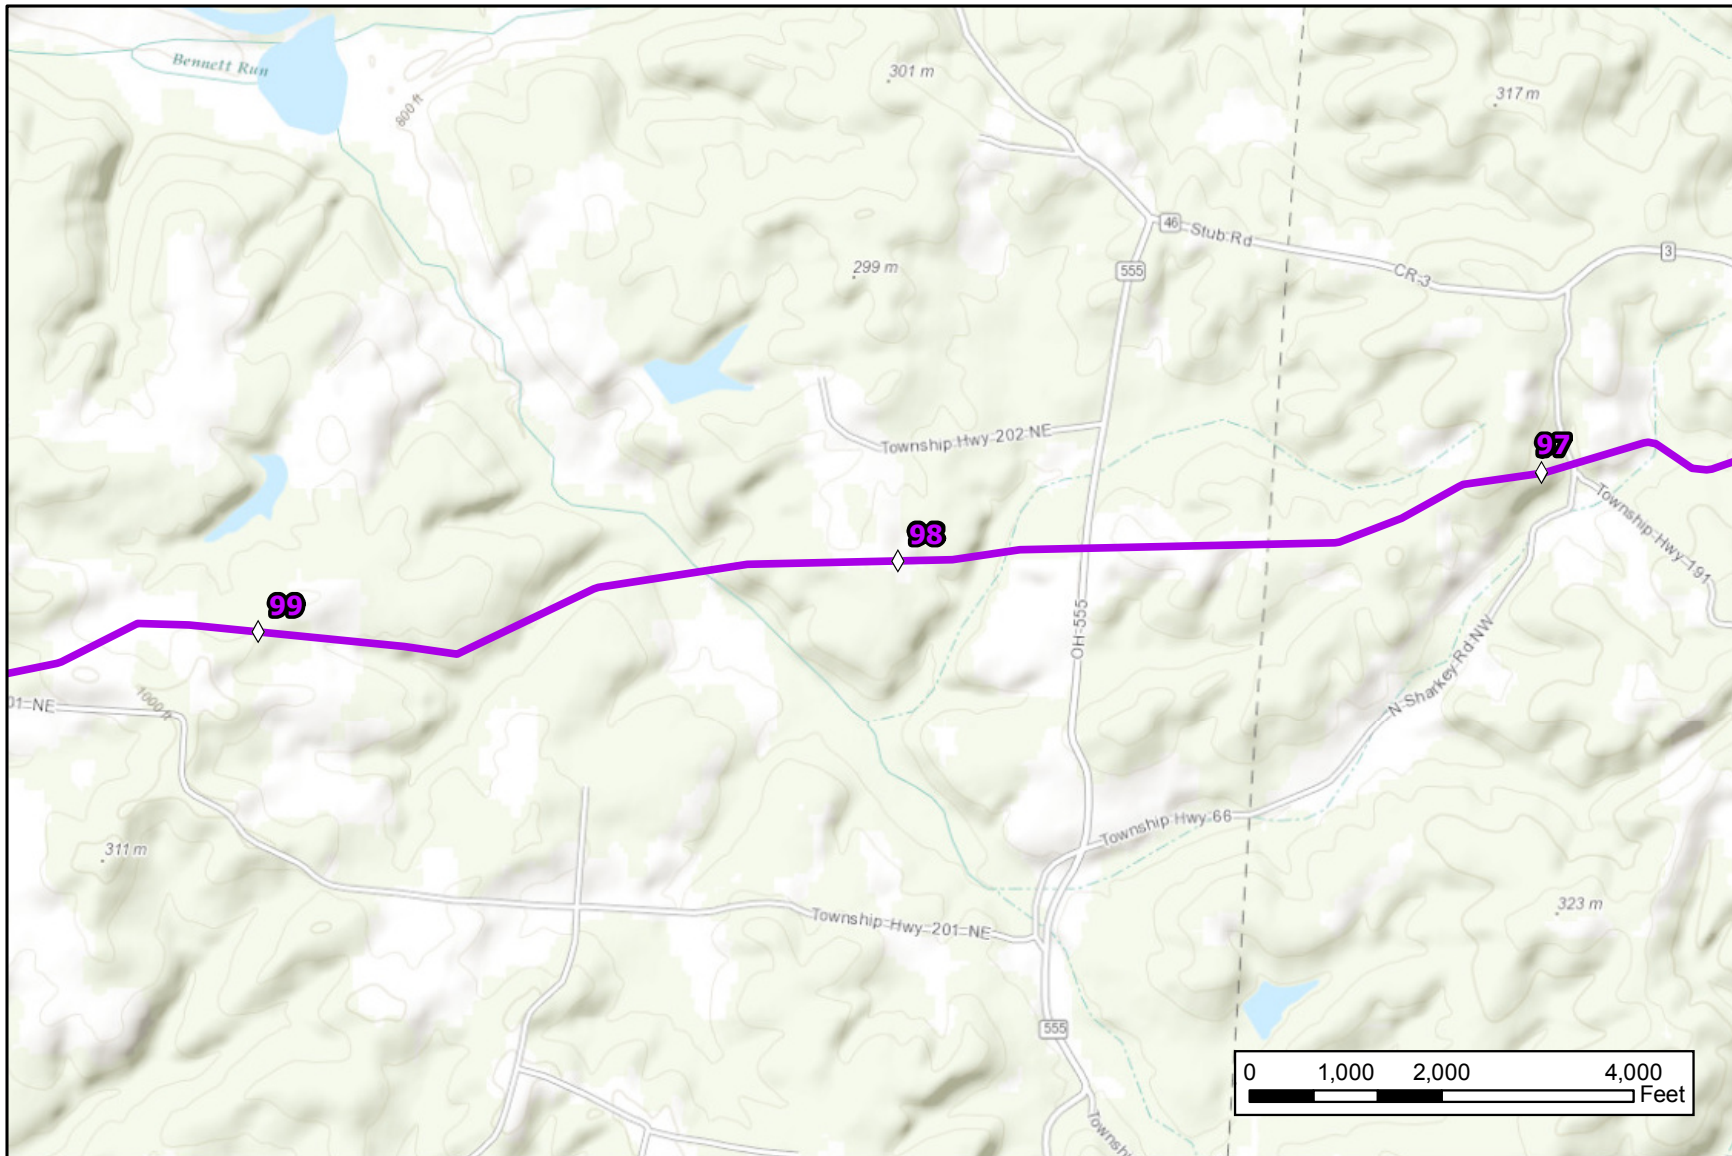 Bennett Run
800 ft
301 m
317 m
46
Stub Rd
3
555
299 m
CR-3
Township Hwy 202 NE
97
Township Hwy 191
98
99
OH-555
N Sharkey Rd NW
01 NE
1000 ft
Township Hwy 66
311 m
323 m
Township Hwy 201 NE
555
0 1,000 2,000 4,000
Feet